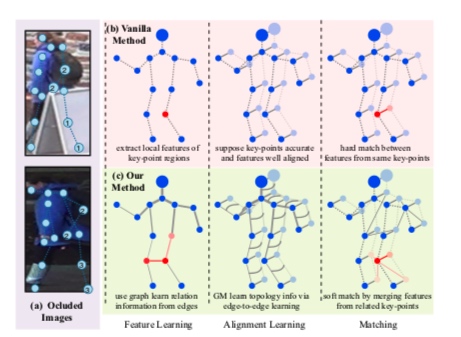 (b) Vanilla
Method
extract local features of
key-point regions
suppose key-points accurate
and features well aligned
hard match between
features from same key-points
(c) Our
Method
use graph learn relation
information from edges
GM learn topology info via
edge-to-edge learning
soft match by merging features
from related key-points
(a) Ocluded
Images
Feature Learning
Alignment Learning
Matching
2
1
1
2
3